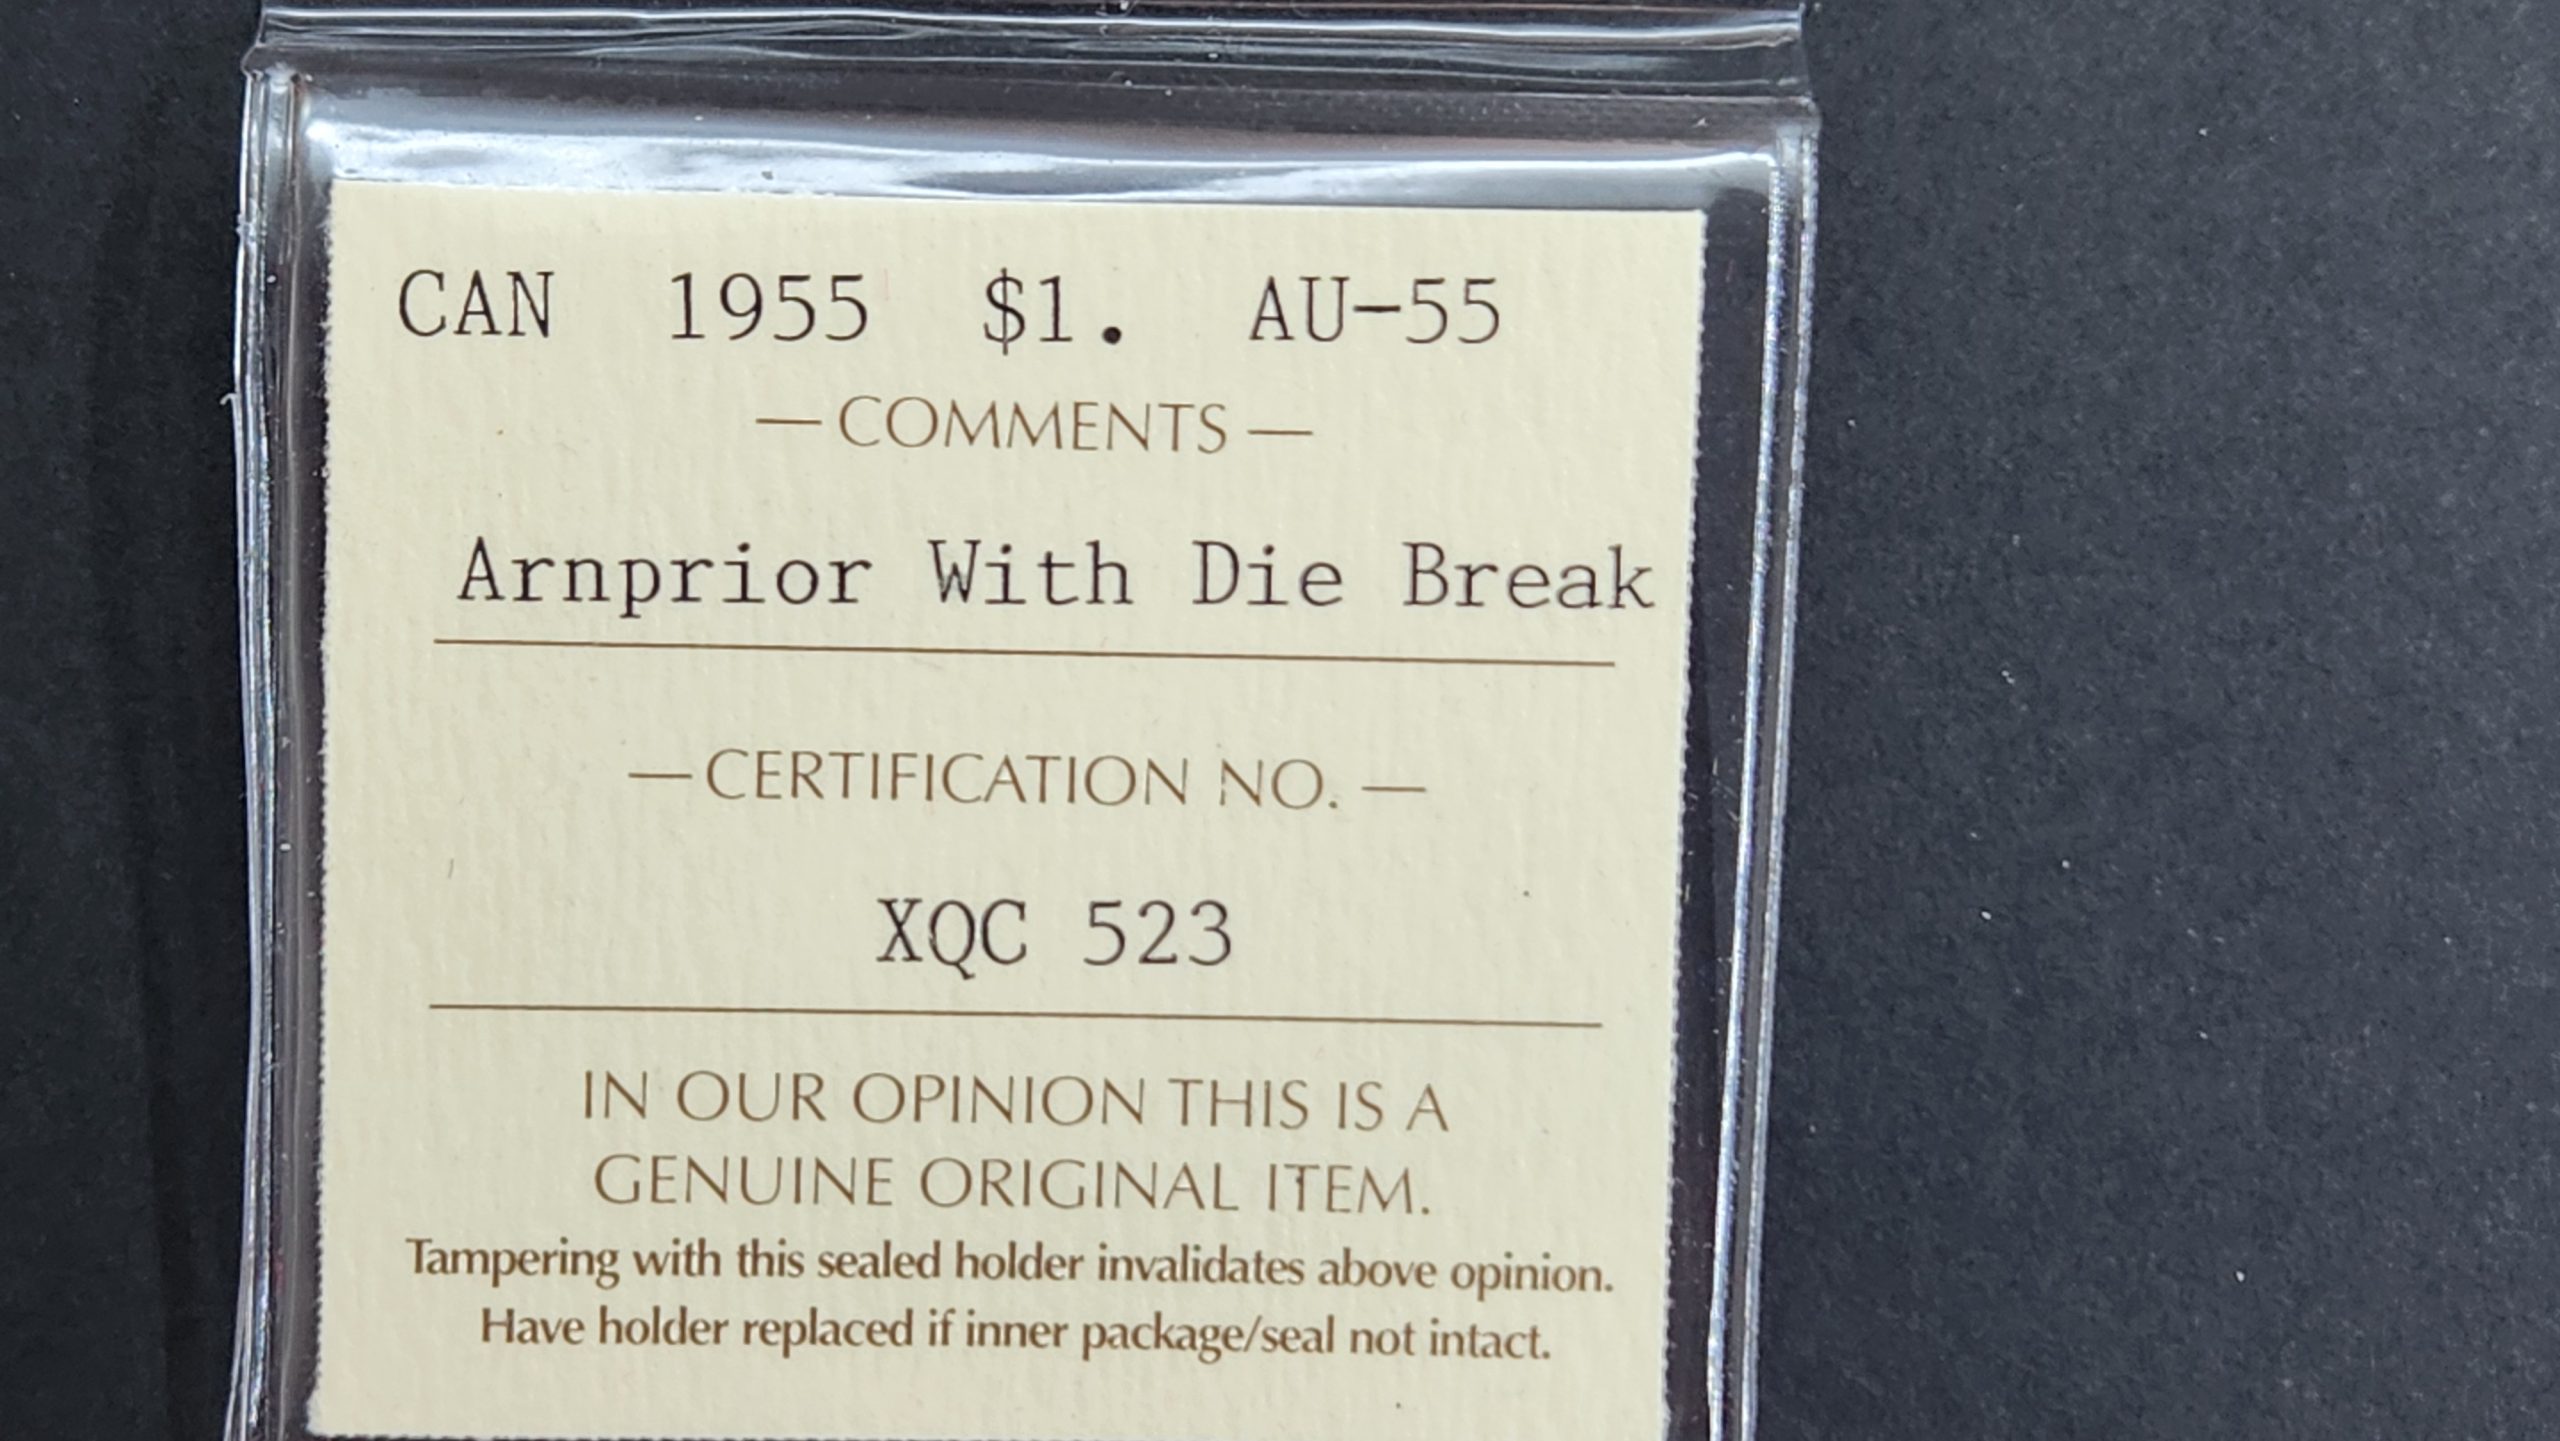 CAN 1955 $1. AU-55
— COMMENTS —
Arnprior With Die Break
— CERTIFICATION NO. —
XQC 523
IN OUR OPINION THIS IS A
GENUINE ORIGINAL ITEM.
Tampering with this sealed holder invalidates above opinion.
Have holder replaced if inner package/seal not intact.